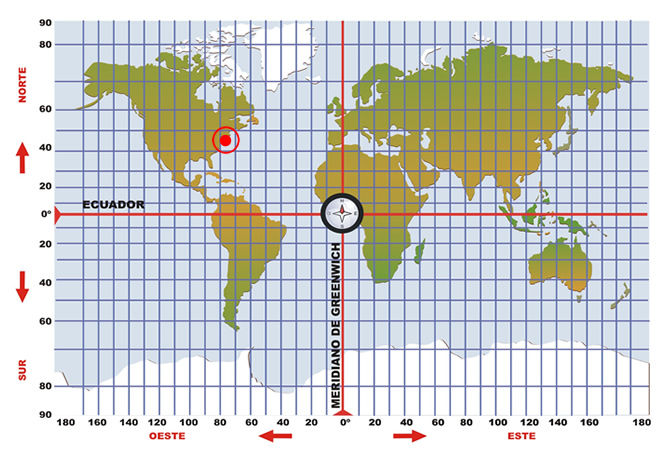 90
80
NORTE
60
40
20
ECUADOR
0°
20
40
60
SUR
80
90
MERIDIANO DE GREENWICH
180 160 140 120 100 80 60 40 20 0° 20 40 60 80 100 120 140 160 180
OESTE
ESTE